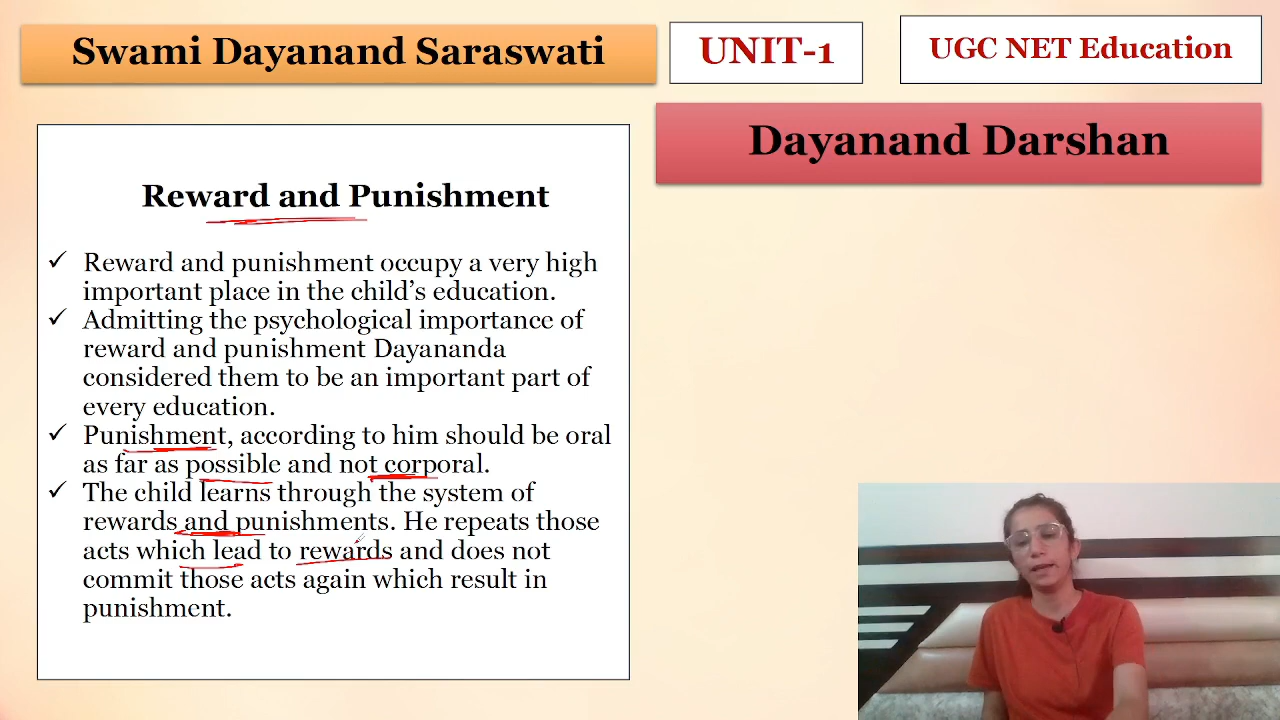 Swami Dayanand Saraswati
UNIT-1
UGC NET Education
Dayanand Darshan
Reward and Punishment
✓ Reward and punishment occupy a very high
important place in the child’s education.
✓ Admitting the psychological importance of
reward and punishment Dayananda
considered them to be an important part of
every education.
✓ Punishment, according to him should be oral
as far as possible and not corporal.
✓ The child learns through the system of
rewards and punishments. He repeats those
acts which lead to rewards and does not
commit those acts again which result in
punishment.